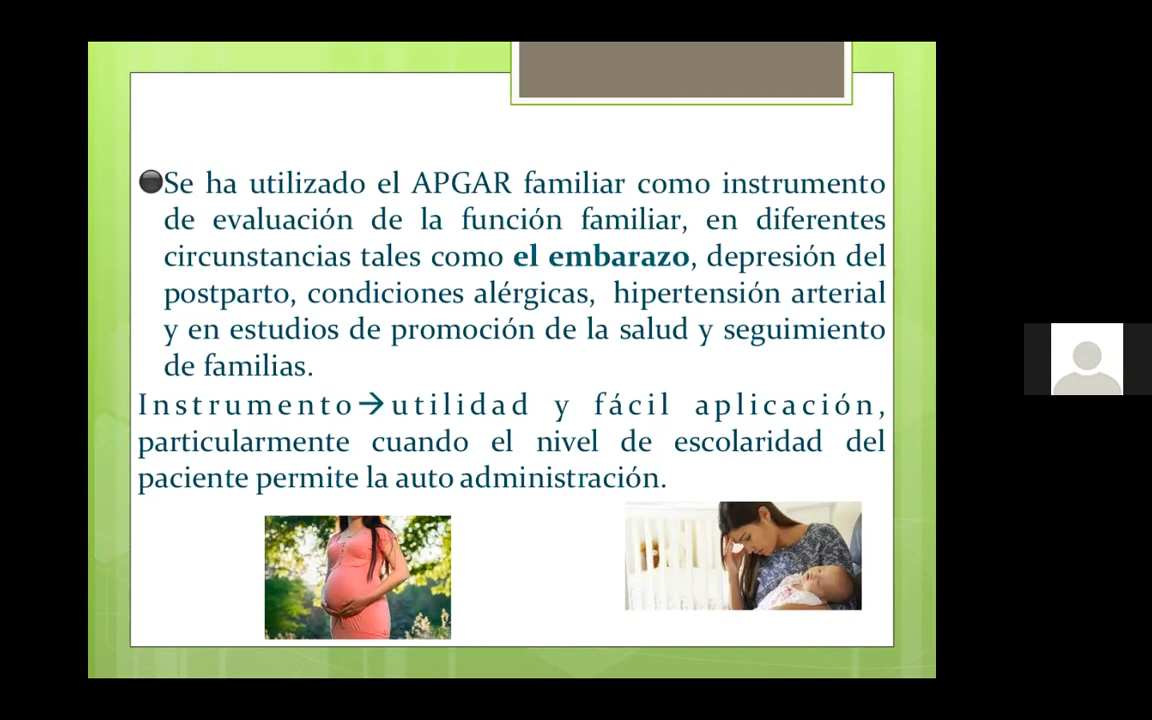 Se ha utilizado el APGAR familiar como instrumento
de evaluación de la función familiar, en diferentes
circunstancias tales como el embarazo, depresión del
postparto, condiciones alérgicas, hipertensión arterial
y en estudios de promoción de la salud y seguimiento
de familias.
Instrumento→utilidad y fácil aplicación,
particularmente cuando el nivel de escolaridad del
paciente permite la auto administración.